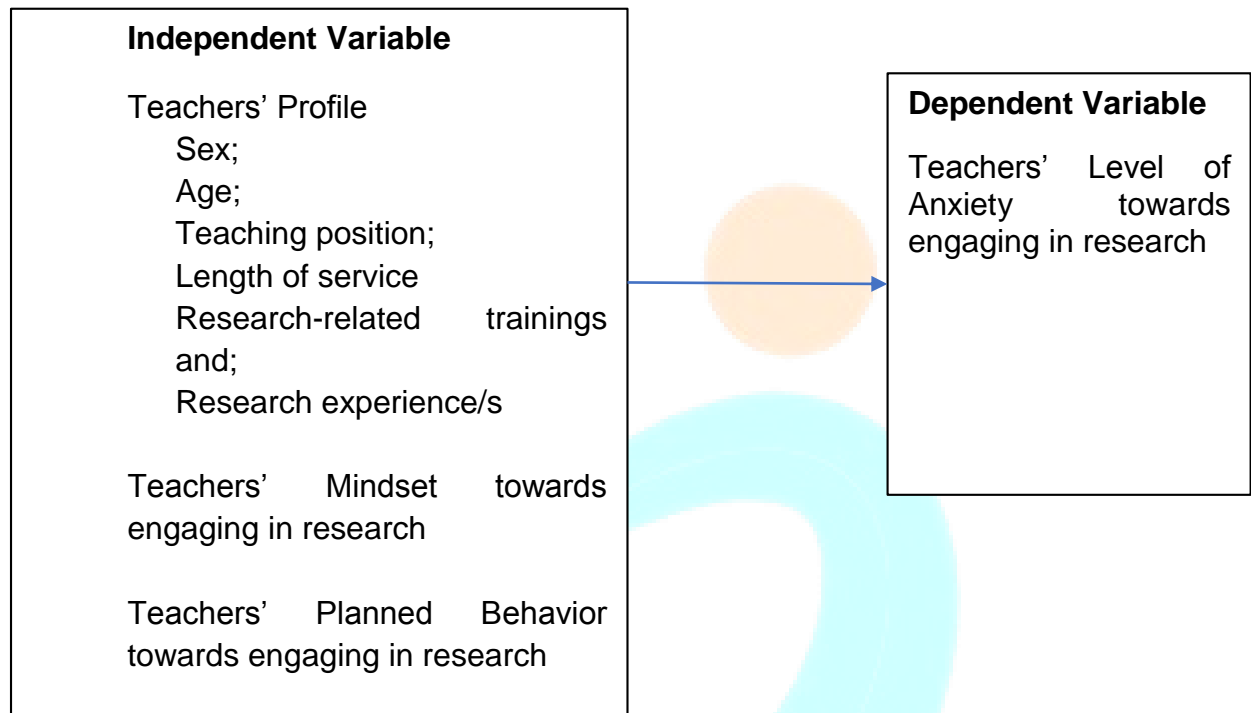 Independent Variable
Teachers’ Profile
Sex;
Age;
Teaching position;
Length of service
Research-related trainings
and;
Research experience/s
Teachers’ Mindset towards
engaging in research
Teachers’ Planned Behavior
towards engaging in research
Dependent Variable
Teachers’ Level of
Anxiety towards
engaging in research